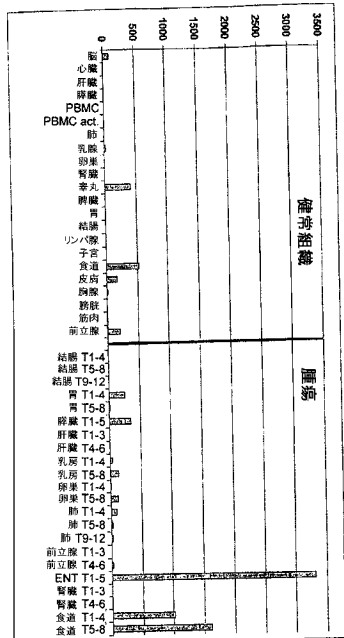 0 500 1000 1500 2000 2500 3000 3500
健常組織
脳
心臓
肝臓
膵臓
PBMC
PBMC act.
肺
乳腺
卵巣
腎臓
睾丸
脾臓
胃
結腸
リンパ腺
子宮
食道
皮膚
胸腺
膀胱
筋肉
前立腺
腫瘍
結腸 T1-4
結腸 T5-8
結腸 T9-12
胃 T1-4
胃 T5-8
膵臓 T1-5
肝臓 T1-3
肝臓 T4-6
乳房 T1-4
乳房 T5-8
卵巣 T1-4
卵巣 T5-8
肺 T1-4
肺 T5-8
肺 T9-12
前立腺 T1-3
前立腺 T4-6
ENT T1-5
腎臓 T1-3
腎臓 T4-6
食道 T1-4
食道 T5-8